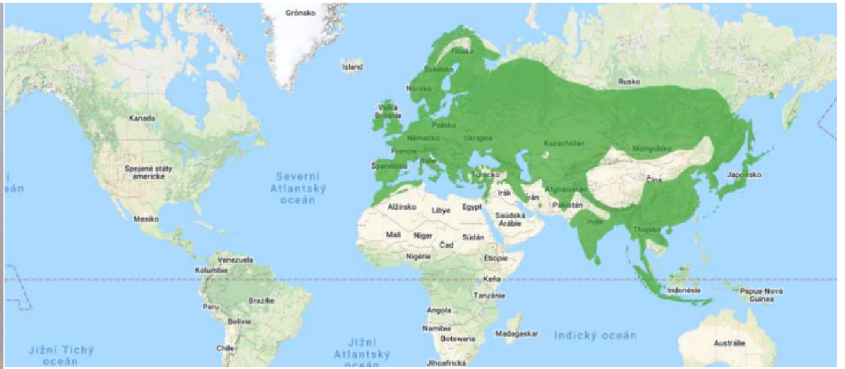 Grónsko
Island
Finsko
Švédsko
Norsko
Rusko
Kanada
Velká
Británie
Polsko
Německo
Ukrajina
Francie
Kazachstán
Mongolsko
Španělsko
Itálie
Turecko
Spojené státy
americké
Severní
Atlantský
oceán
Irák
Írán
Afghánistán
Pákistán
Čína
Japonsko
Alžírsko
Libye
Egypt
Saúdská
Arábie
Indie
Thajsko
Mexiko
Mali
Niger
Čad
Súdán
Nigérie
Etiopie
Venezuela
Kolumbie
Keňa
Indonésie
Papua-Nová
Guinea
Tanzánie
Peru
Brazílie
Bolívie
Angola
Namibie
Botswana
Madagaskar
Indický oceán
Chile
Jižní Tichý
oceán
Jižní
Atlantský
oceán
Jihoafrická
Austrálie